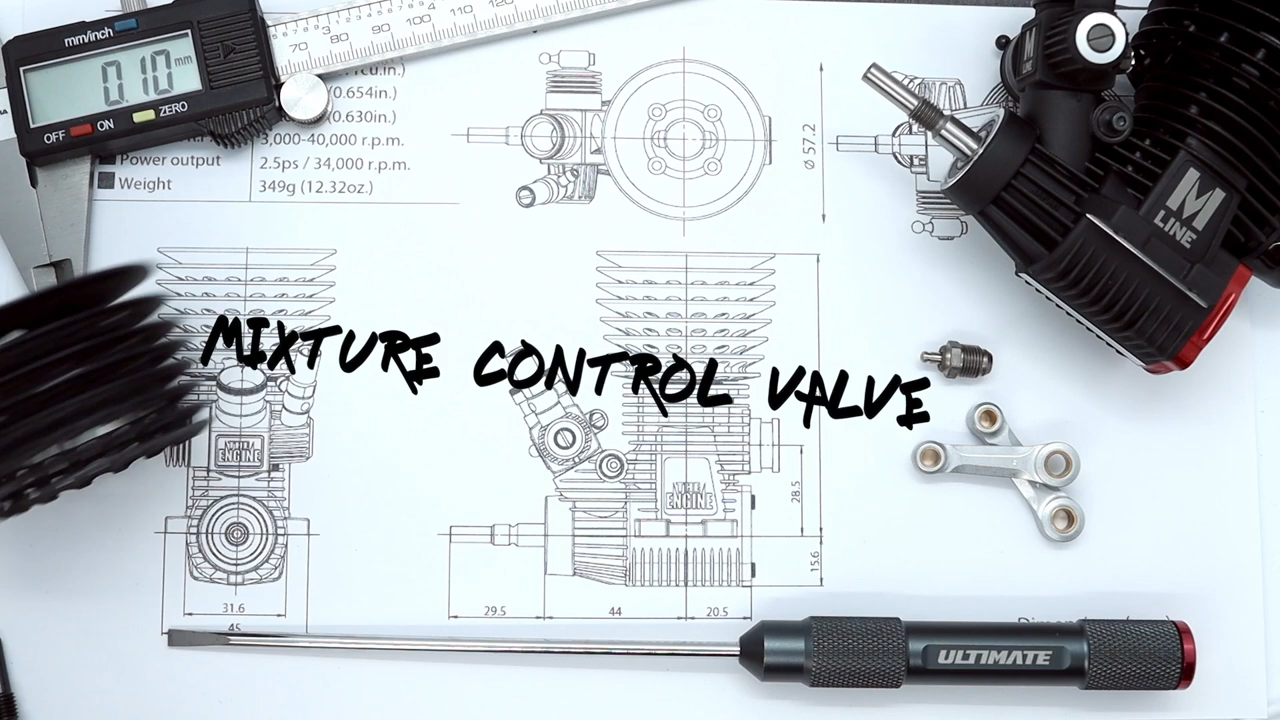 mm/inch
0.10 mm
OFF ON ZERO
70 80 90 100 110 120
(0.654in.)
(0.630in.)
3,000-40,000 r.p.m.
Power output 2.5ps / 34,000 r.p.m.
Weight 349g (12.32oz.)
ø 57.2
M
LINE
M
LINE
MIXTURE CONTROL VALVE
THE
ENGINE
THE
ENGINE
28.5
15.6
31.6
45
29.5 44 20.5
ULTIMATE